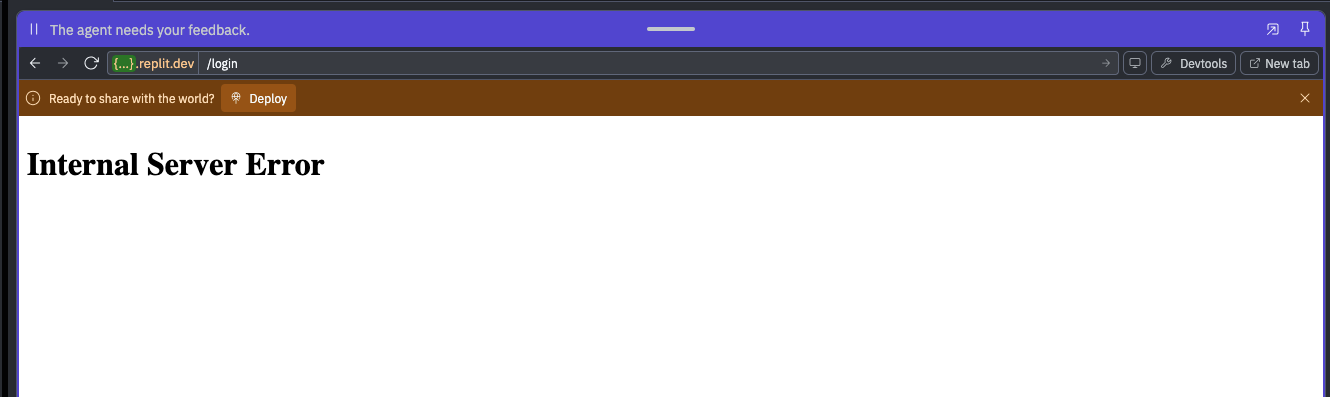 The agent needs your feedback.
{...}.replit.dev /login Devtools New tab
Ready to share with the world? Deploy
Internal Server Error